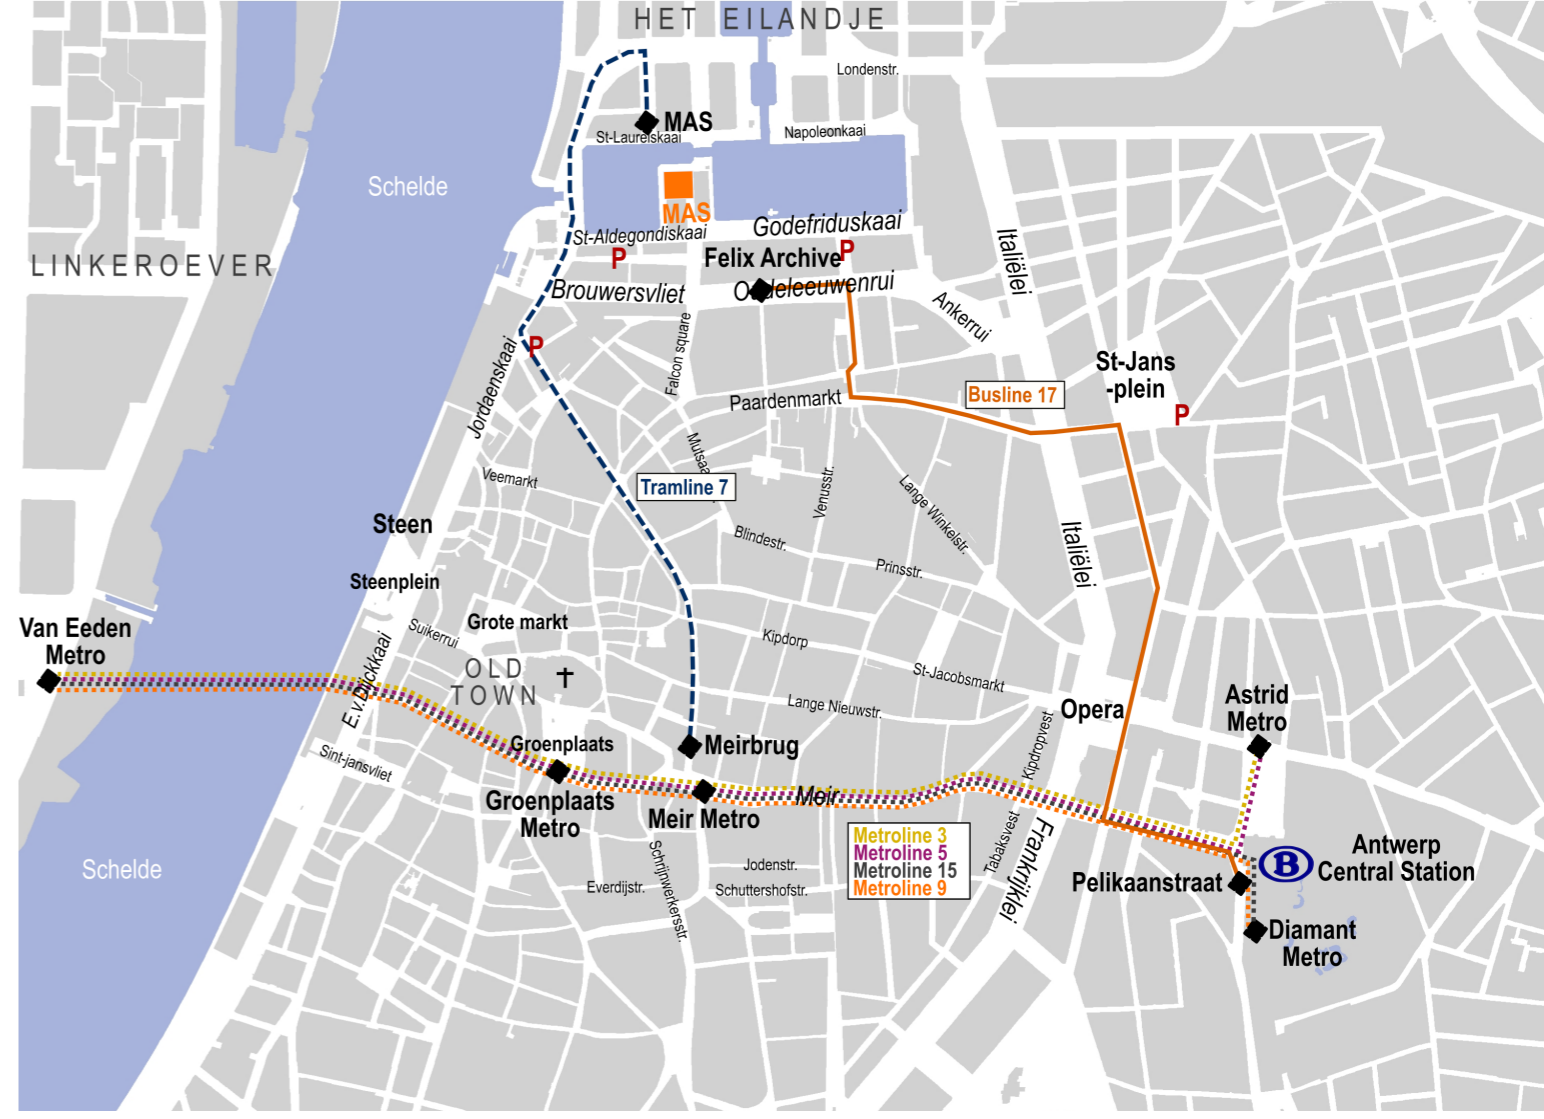 HET EILANDJE
Londenstr.
MAS
St-Laureiskaai
Napoleonkaai
Schelde
MAS
Godefriduskaai
St-Aldegondiskaai
Italiëlei
P
P
LINKEROEVER
Felix Archive
Oudeleeuwenrui
Brouwersvliet
Ankerrui
Falcon square
P
Jordaenskaai
St-Jans
-plein
Busline 17
Paardenmarkt
P
Veemarkt
Tramline 7
Venusstr.
Lange Winkelstr.
Steen
Blindestr.
Prinsstr.
Italiëlei
Steenplein
Van Eeden
Metro
Grote markt
Suikerrui
Kipdorp
OLD
TOWN
E.v.Dijckkaai
St-Jacobsmarkt
Lange Nieuwstr.
Opera
Astrid
Metro
Kipdropvest
Groenplaats
Meirbrug
Sint-jansvliet
Groenplaats
Metro
Meir Metro
Meir
Metroline 3
Metroline 5
Metroline 15
Metroline 9
Tabaksvest
Frankrijklei
Schelde
Schrijnwerkersstr.
Jodenstr.
Everdijstr.
Schuttershofstr.
B
Antwerp
Central Station
Pelikaanstraat
Diamant
Metro